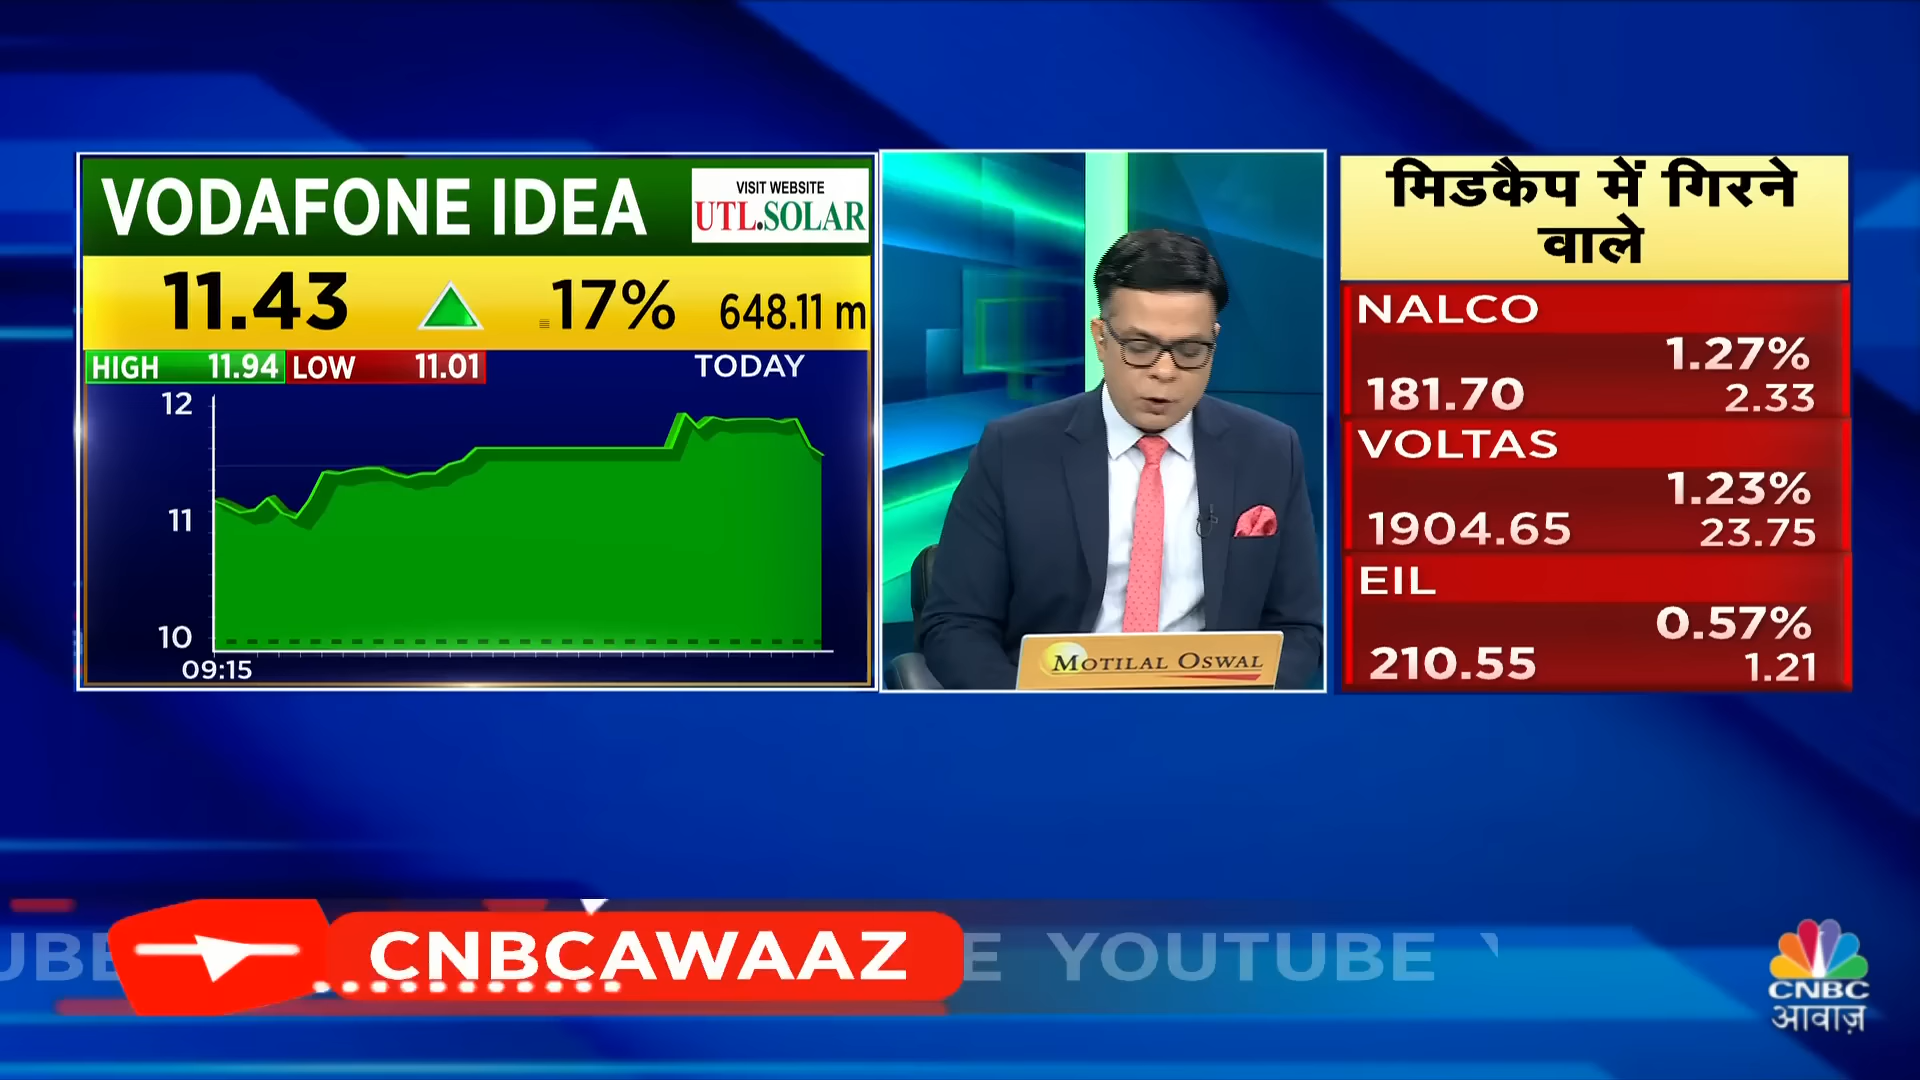 VODAFONE IDEA
VISIT WEBSITE
UTL.SOLAR
11.43 .17% 648.11 m
HIGH 11.94 LOW 11.01 TODAY
12
11
10
09:15
MOTILAL OSWAL
मिडकैप में गिरने
वाले
NALCO
1.27%
181.70 2.33
VOLTAS
1.23%
1904.65 23.75
EIL
0.57%
210.55 1.21
UBE CNBCAWAAZ E YOUTUBE
CNBC
आवाज़